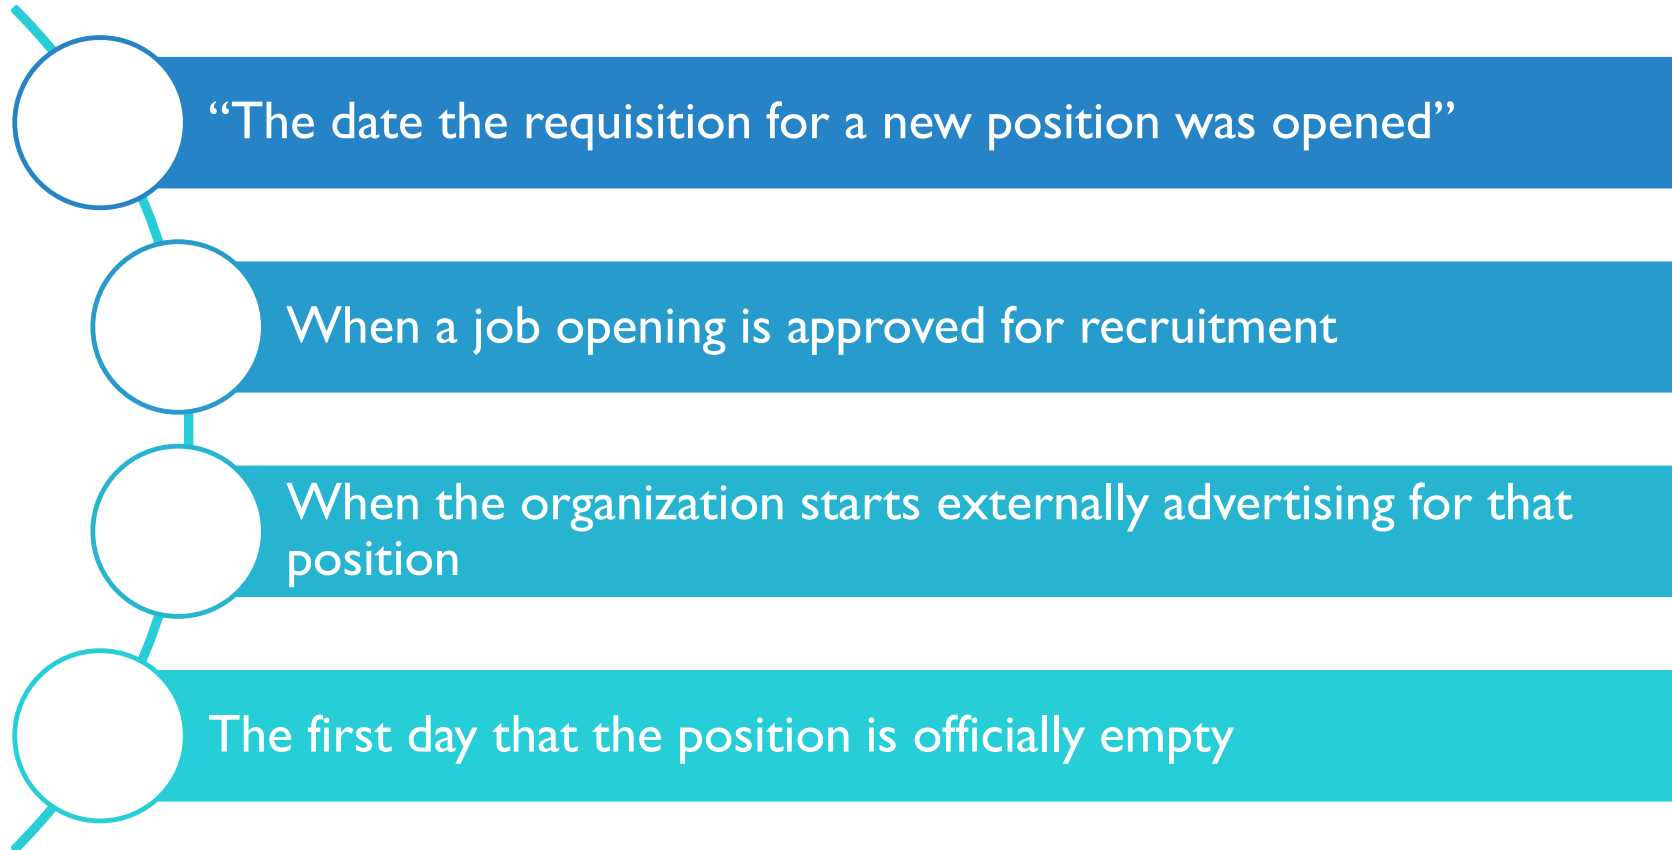 “The date the requisition for a new position was opened”
When a job opening is approved for recruitment
When the organization starts externally advertising for that
position
The first day that the position is officially empty